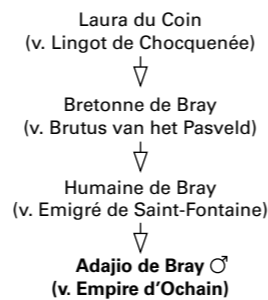 Laura du Coin
(v. Lingot de Chocquenée)
Bretonne de Bray
(v. Brutus van het Pasveld)
Humaine de Bray
(v. Emigré de Saint-Fontaine)
Adajio de Bray ♂
(v. Empire d’Ochain)